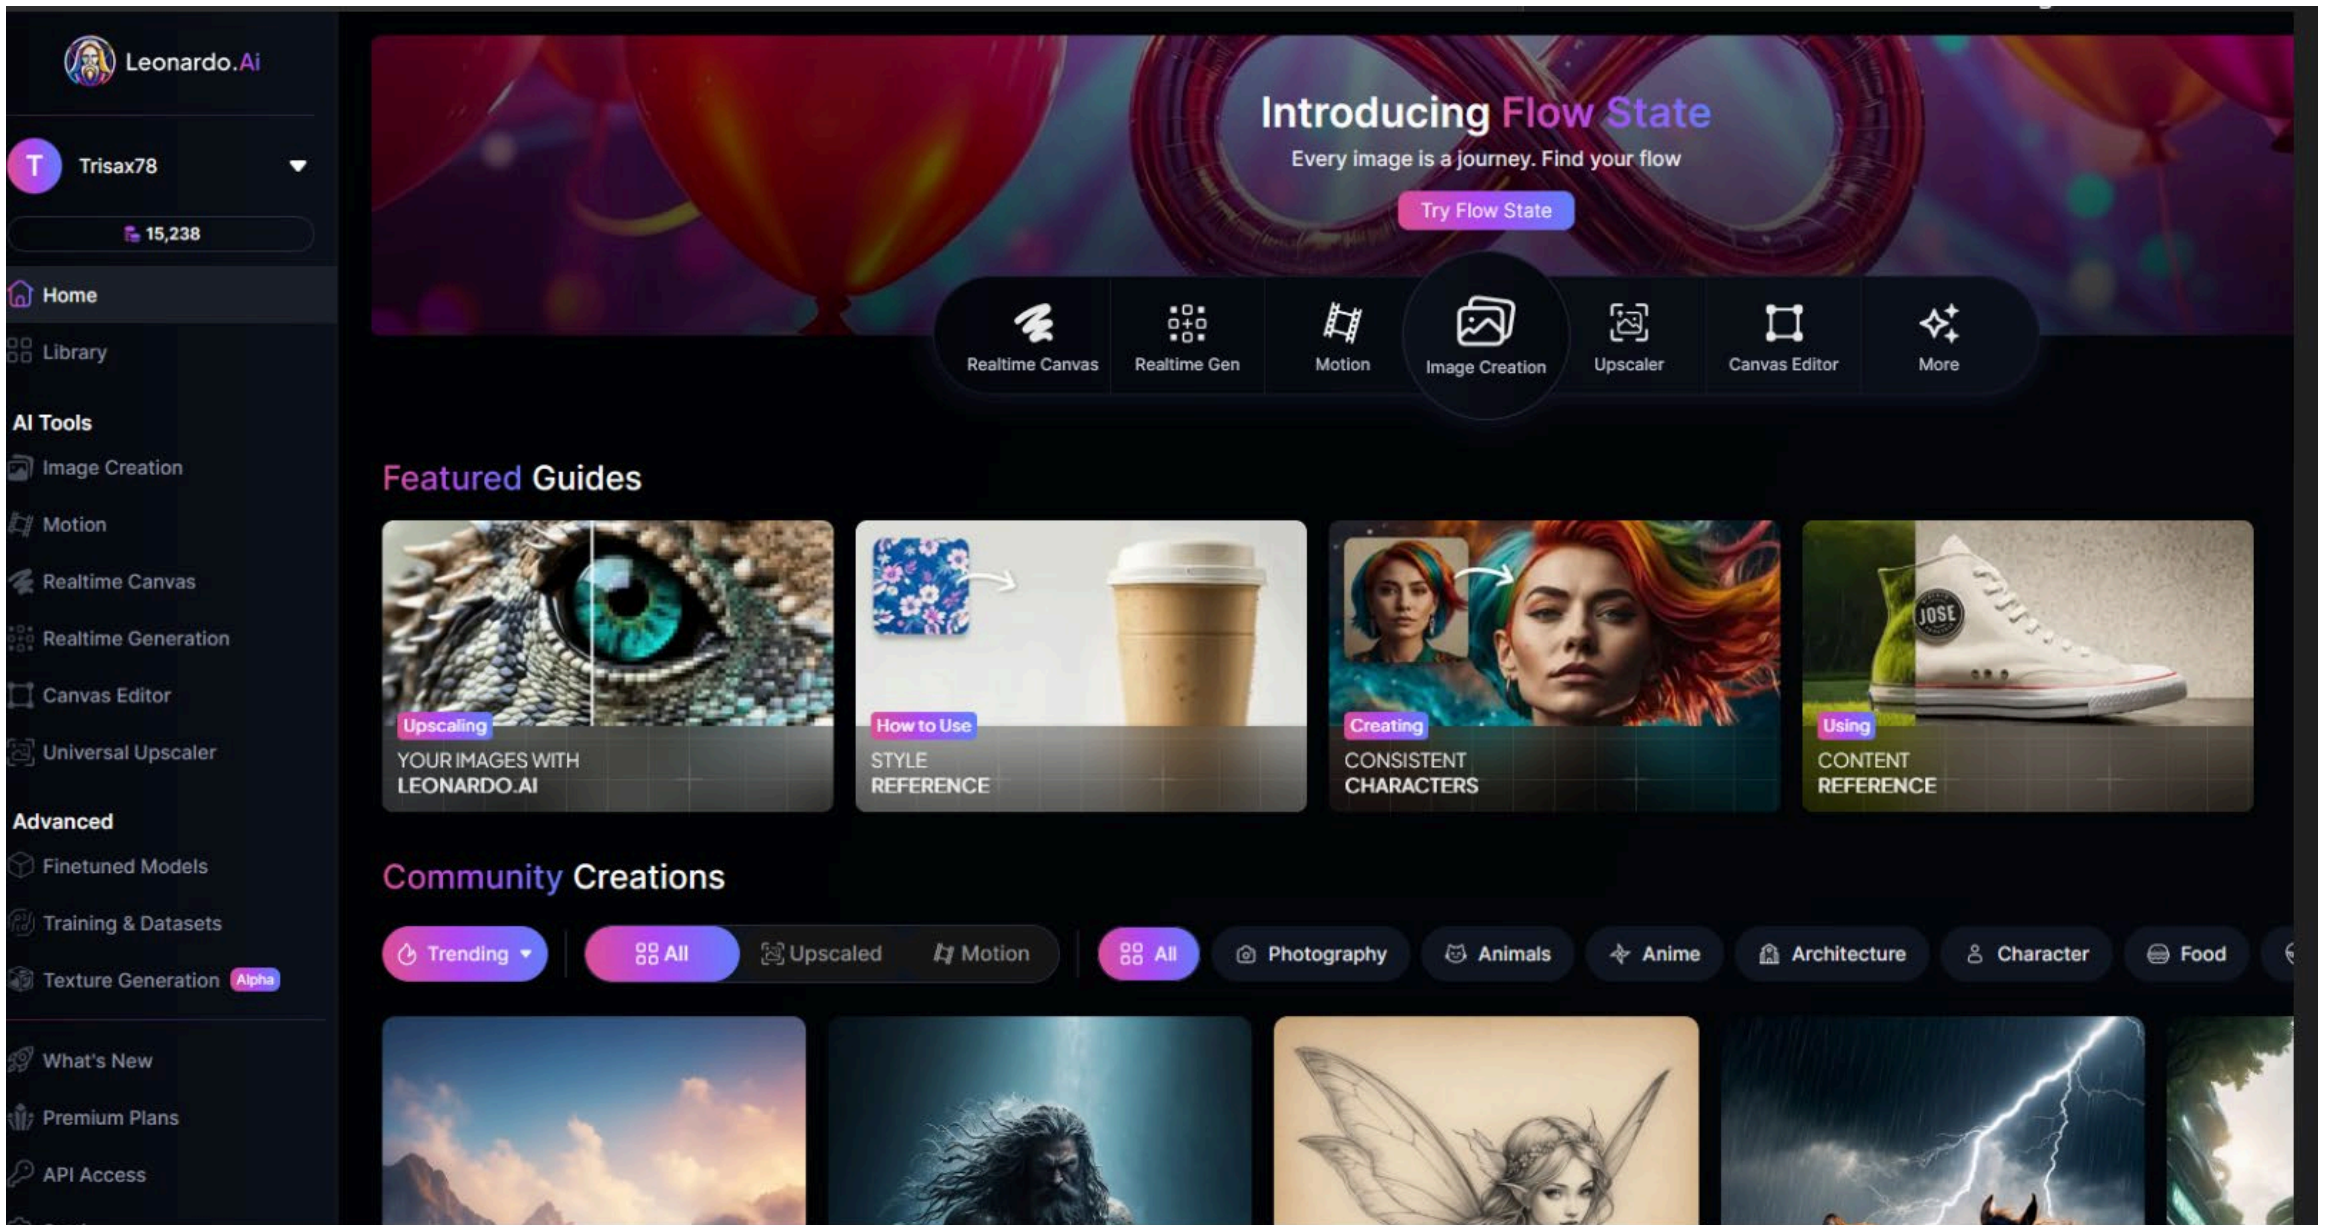 Leonardo.Ai
T
Trisax78
15,238
Home
Library
AI Tools
Image Creation
Motion
Realtime Canvas
Realtime Generation
Canvas Editor
Universal Upscaler
Advanced
Finetuned Models
Training & Datasets
Texture Generation Alpha
What's New
Premium Plans
API Access
Introducing Flow State
Every image is a journey. Find your flow
Try Flow State
Realtime Canvas
Realtime Gen
Motion
Image Creation
Upscaler
Canvas Editor
More
Featured Guides
Upscaling
YOUR IMAGES WITH
LEONARDO.AI
How to Use
STYLE
REFERENCE
Creating
CONSISTENT
CHARACTERS
JOSE
Using
CONTENT
REFERENCE
Community Creations
Trending
All
Upscaled
Motion
All
Photography
Animals
Anime
Architecture
Character
Food